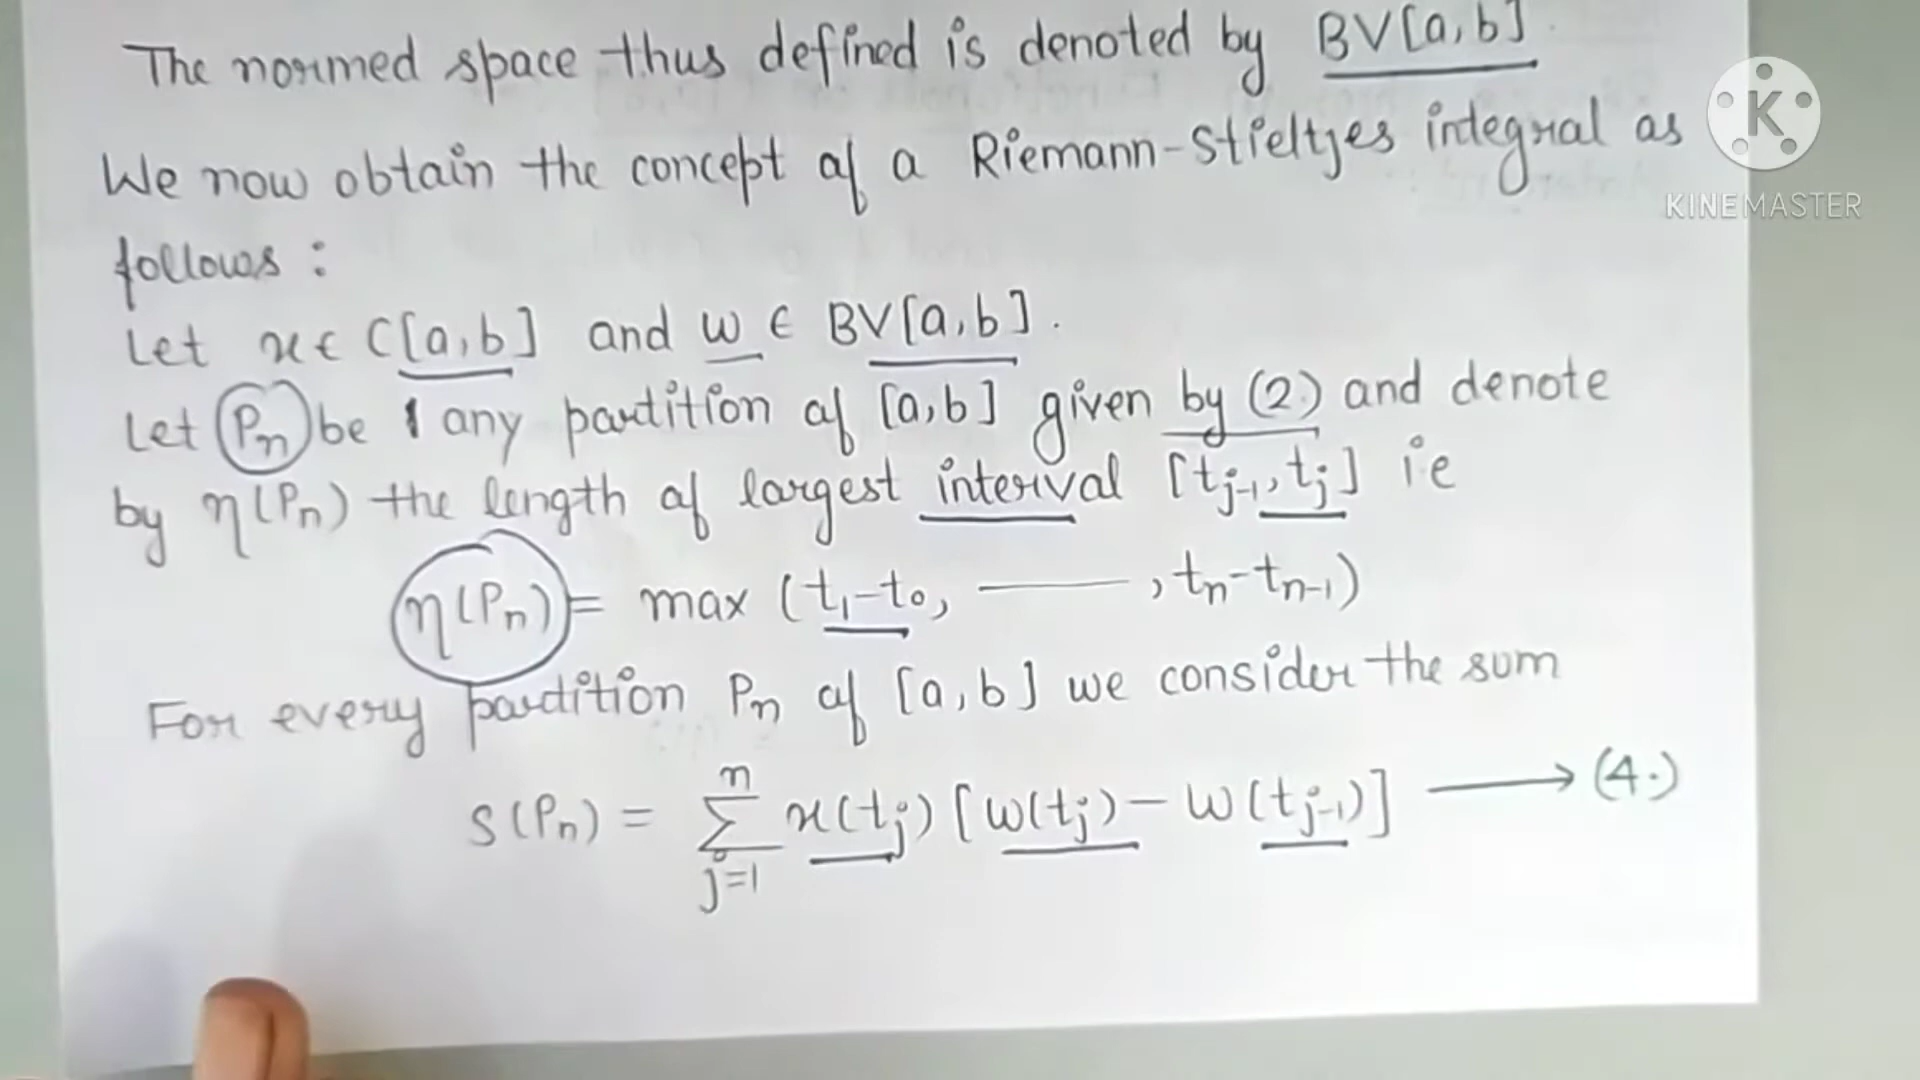 The normed space thus defined is denoted by BV[a,b].
We now obtain the concept of a Riemann-Stieltjes integral as
follows :
Let x ∈ C[a,b] and w ∈ BV[a,b].
Let Pn be any partition of [a,b] given by (2) and denote
by η(Pn) the length of largest interval [tj-1, tj] ie
η(Pn) = max (t1-t0, ——— , tn-tn-1)
For every partition Pn of [a,b] we consider the sum
S(Pn) = n∑j=1 x(tj) [w(tj) - w(tj-1)] ⟶ (4.)
K
KINEMASTER